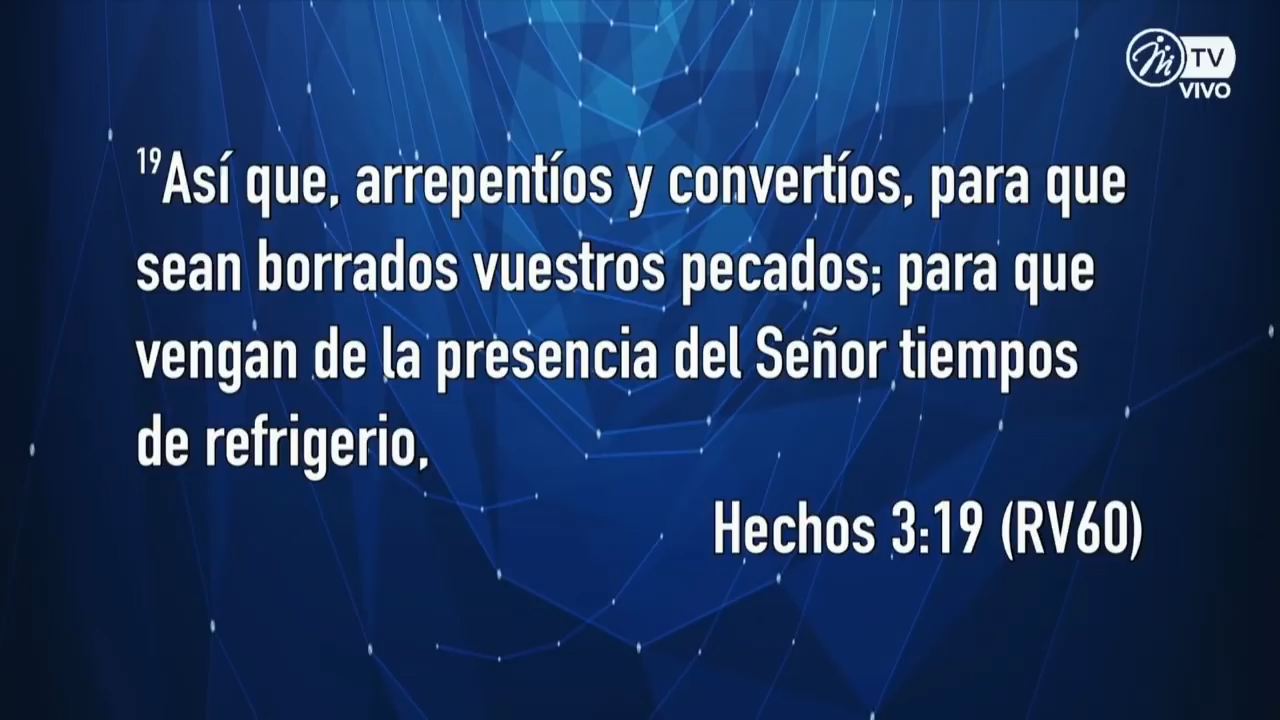 TV
VIVO
¹⁹Así que, arrepentíos y convertíos, para que
sean borrados vuestros pecados; para que
vengan de la presencia del Señor tiempos
de refrigerio,
Hechos 3:19 (RV60)